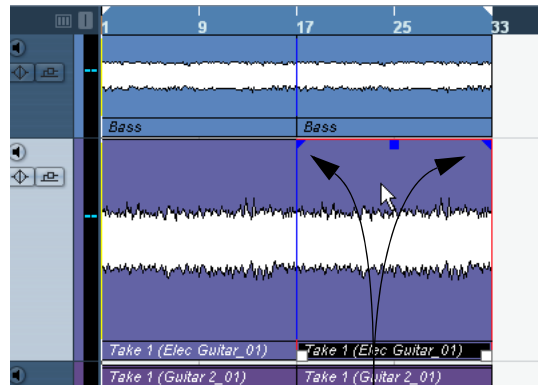 1 9 17 25 33
Bass Bass
Take 1 (Elec Guitar_01) Take 1 (Elec Guitar_01)
Take 1 (Guitar 2_01) Take 1 (Guitar 2_01)